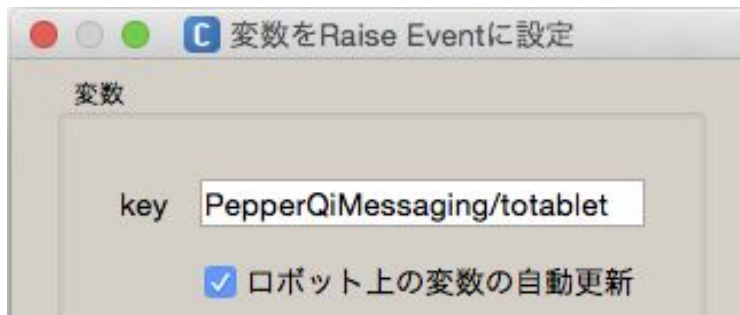 C 変数をRaise Eventに設定
変数
key PepperQiMessaging/totablet
ロボット上の変数の自動更新